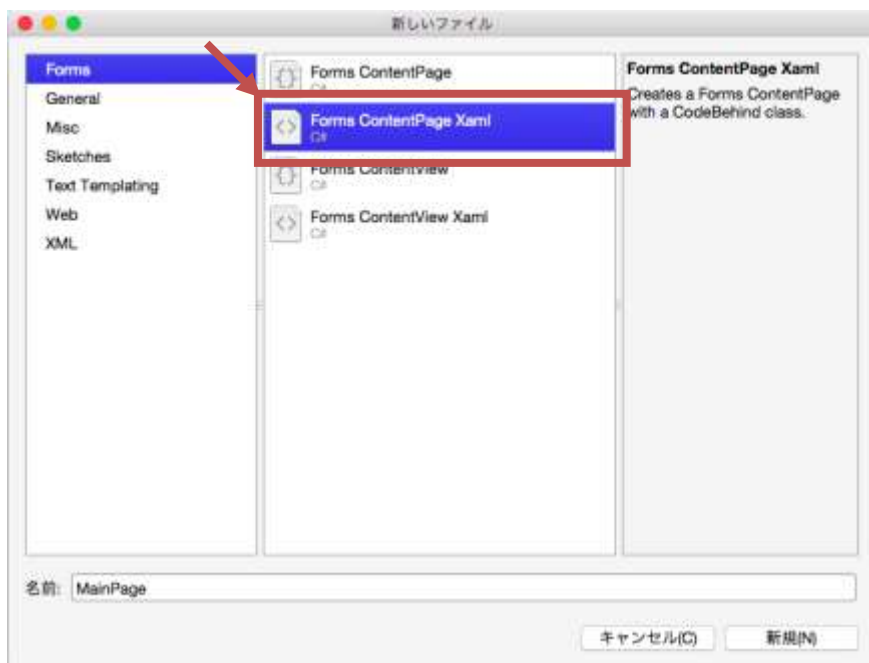 新しいファイル
Forms
General
Misc
Sketches
Text Templating
Web
XML
Forms ContentPage
C#
Forms ContentPage Xaml
C#
Forms ContentView
C#
Forms ContentView Xaml
C#
Forms ContentPage Xaml
Creates a Forms ContentPage
with a CodeBehind class.
名前: MainPage
キャンセル(C) 新規(N)